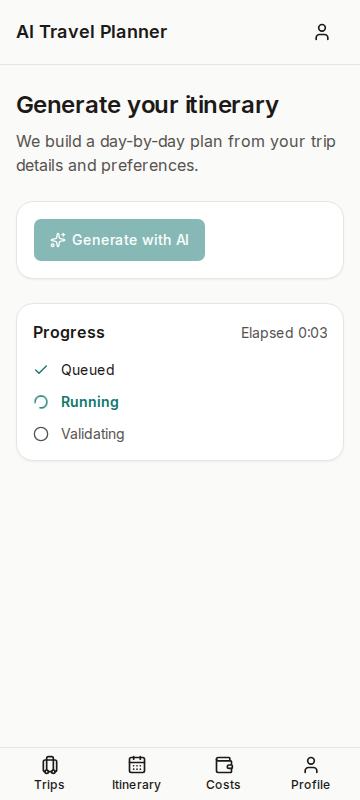 AI Travel Planner
Generate your itinerary
We build a day-by-day plan from your trip
details and preferences.
Generate with AI
Progress
Elapsed 0:03
Queued
Running
Validating
Trips
Itinerary
Costs
Profile